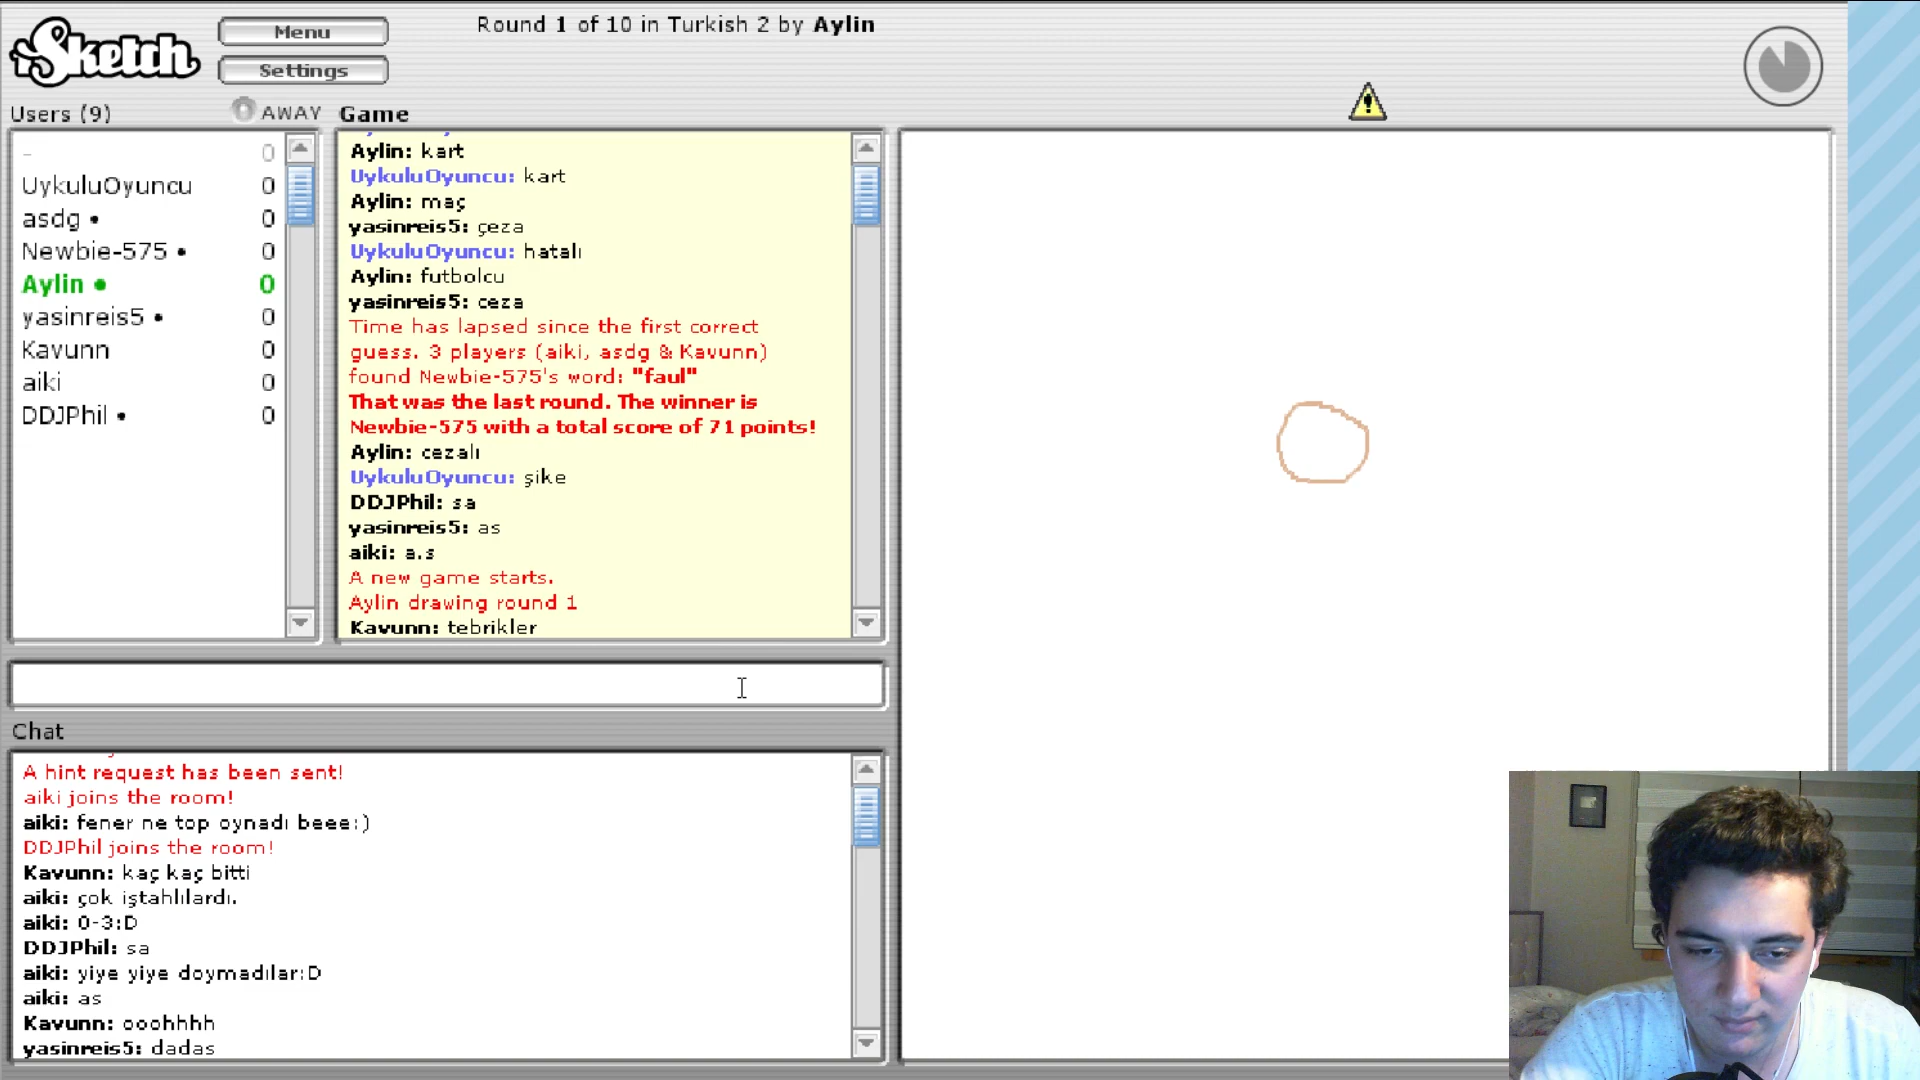 iSketch
Menu
Settings
Round 1 of 10 in Turkish 2 by Aylin
Users (9)
AWAY
Game
- 0
UykuluOyuncu 0
asdg • 0
Newbie-575 • 0
Aylin • 0
yasinreis5 • 0
Kavunn 0
aiki 0
DDJPhil • 0
Aylin: kart
UykuluOyuncu: kart
Aylin: maç
yasinreis5: çeza
UykuluOyuncu: hatalı
Aylin: futbolcu
yasinreis5: ceza
Time has lapsed since the first correct
guess. 3 players (aiki, asdg & Kavunn)
found Newbie-575's word: "faul"
That was the last round. The winner is
Newbie-575 with a total score of 71 points!
Aylin: cezalı
UykuluOyuncu: şike
DDJPhil: sa
yasinreis5: as
aiki: a.s
A new game starts.
Aylin drawing round 1
Kavunn: tebrikler
Chat
A hint request has been sent!
aiki joins the room!
aiki: fener ne top oynadı beee:)
DDJPhil joins the room!
Kavunn: kaç kaç bitti
aiki: çok iştahlılardı.
aiki: 0-3:D
DDJPhil: sa
aiki: yiye yiye doymadılar:D
aiki: as
Kavunn: ooohhhh
yasinreis5: dadas